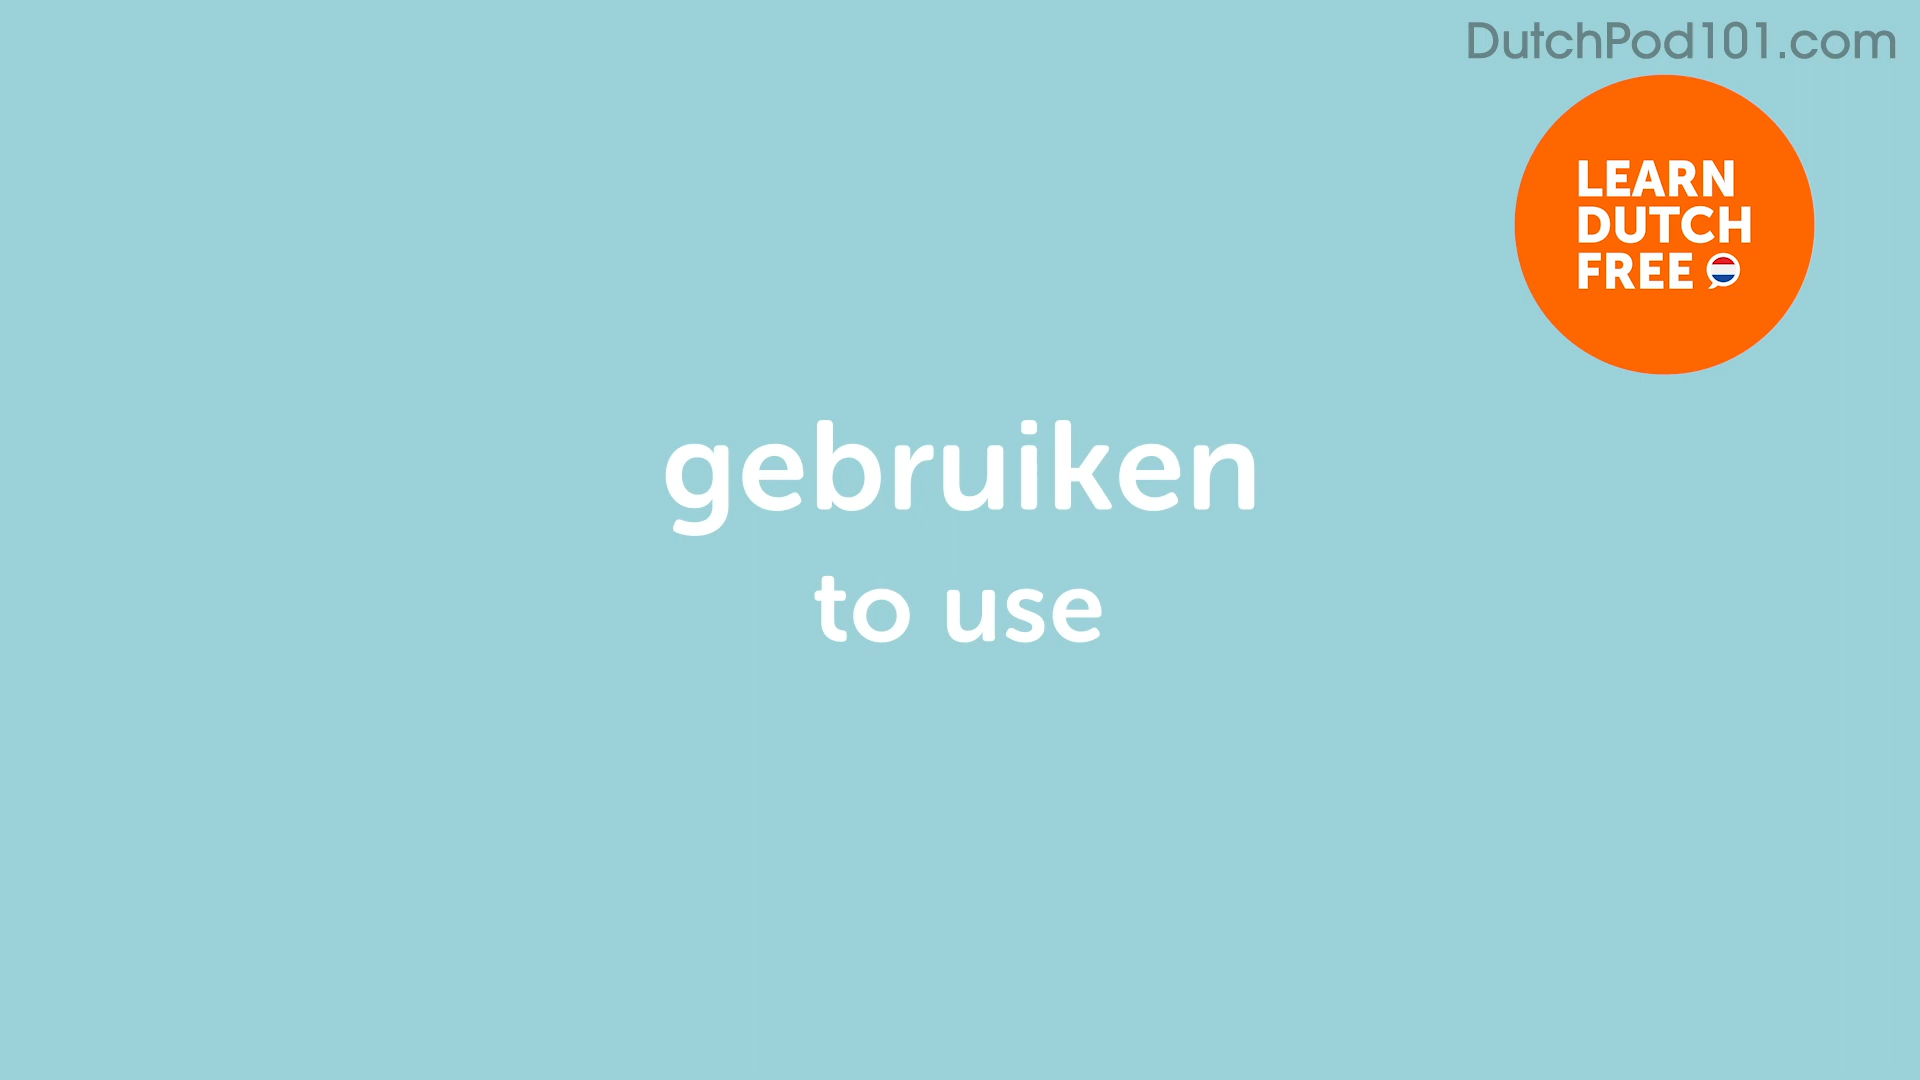 DutchPod101.com
LEARN
DUTCH
FREE
gebruiken
to use